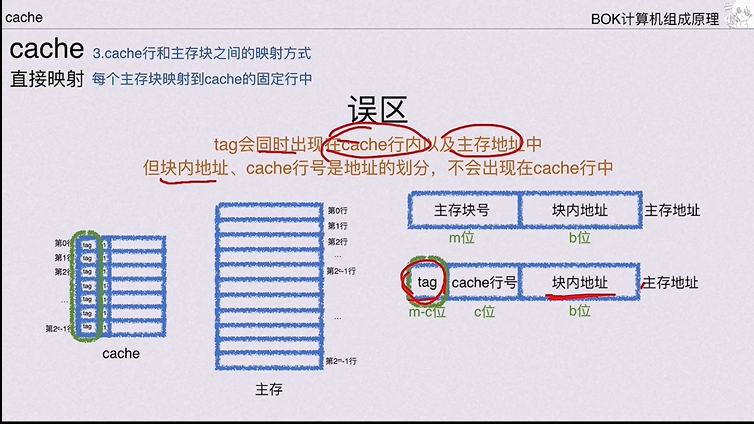 cache
BOK计算机组成原理
cache 3.cache行和主存块之间的映射方式
直接映射 每个主存块映射到cache的固定行中
误区
tag会同时出现在cache行内以及主存地址中
但块内地址、cache行号是地址的划分，不会出现在cache行中
主存块号 块内地址 主存地址
m位 b位
tag cache行号 块内地址 主存地址
m-c位 c位 b位
第0行 tag
第1行 tag
第2行 tag
tag
…
tag
tag
第2ᶜ-1行 tag
cache
第0行
第1行
第2行
…
第2ᶜ-1行
…
第2ᵐ-1行
主存